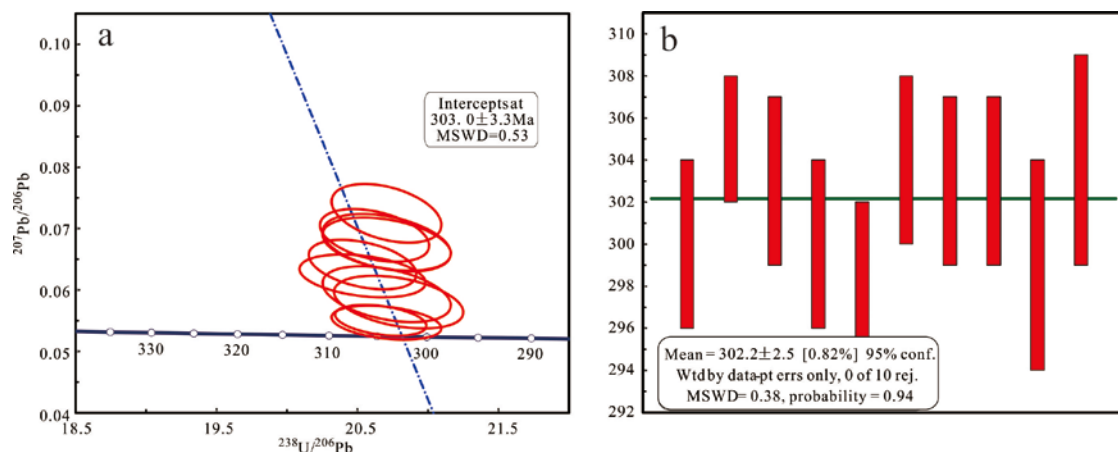 a
0.10
0.09
0.08
0.07
0.06
0.05
0.04
²⁰⁷Pb/²⁰⁶Pb
Intercepts at
303. 0±3.3Ma
MSWD=0.53
330
320
310
300
290
18.5
19.5
20.5
21.5
²³⁸U/²⁰⁶Pb
b
310
308
306
304
302
300
298
296
294
292
Mean = 302.2±2.5 [0.82%] 95% conf.
Wtd by data-pt errs only, 0 of 10 rej.
MSWD= 0.38, probability = 0.94